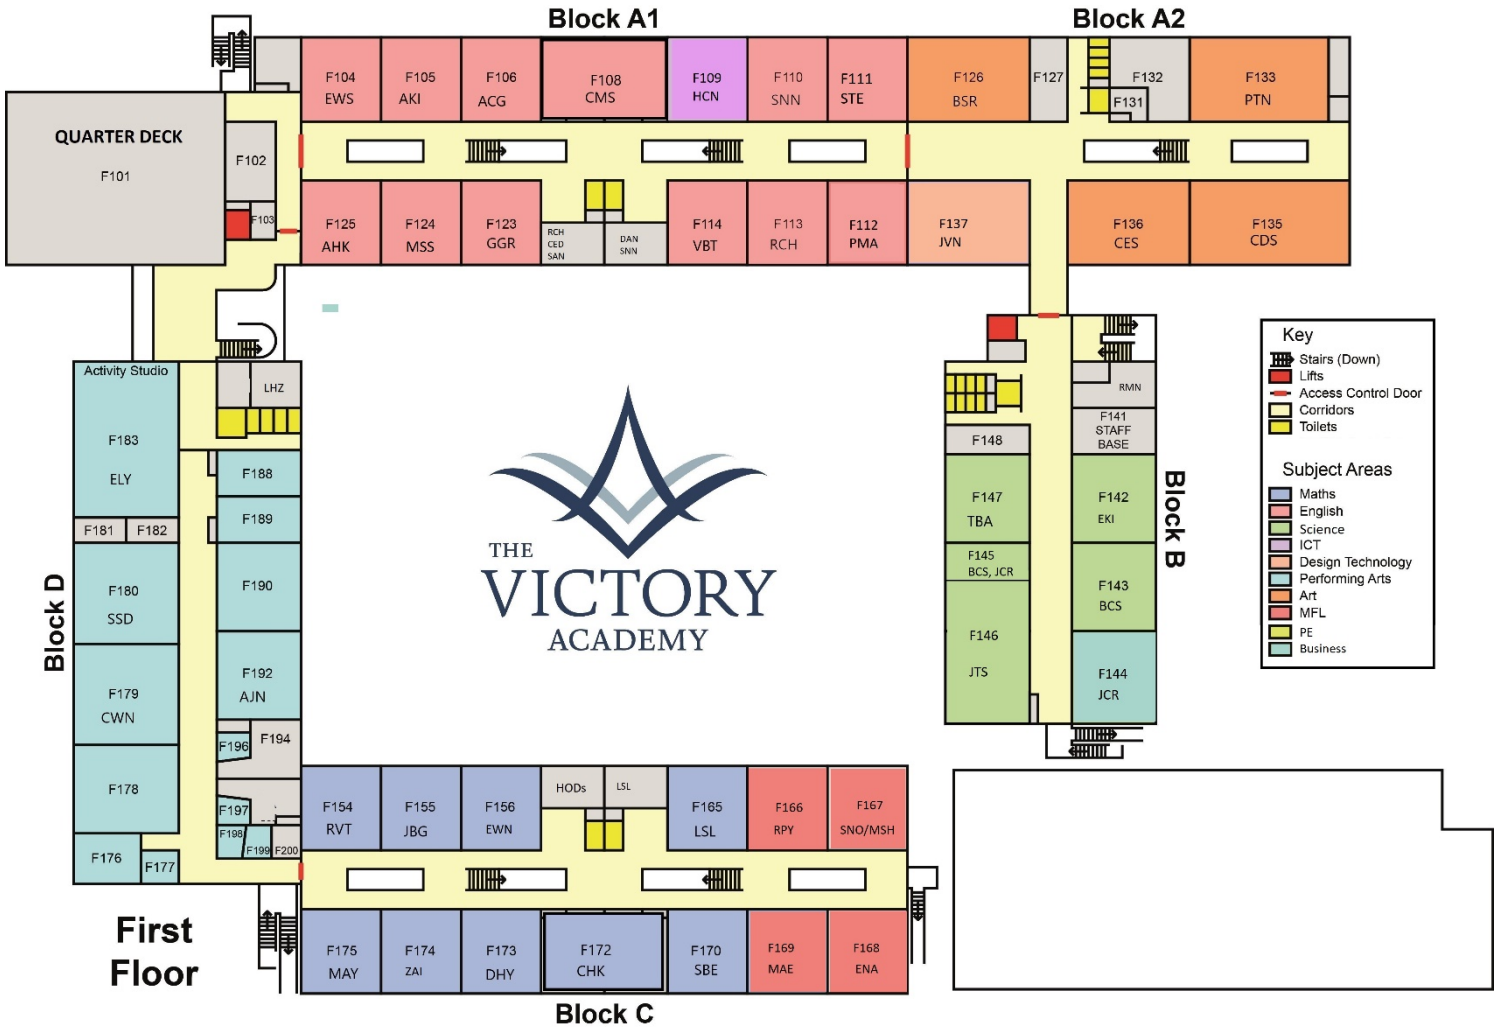 Block A1
Block A2
F104
EWS
F105
AKI
F106
ACG
F108
CMS
F109
HCN
F110
SNN
F111
STE
F126
BSR
F127
F132
F131
F133
PTN
QUARTER DECK
F101
F102
F103
F125
AHK
F124
MSS
F123
GGR
RCH
CED
SAN
DAN
SNN
F114
VBT
F113
RCH
F112
PMA
F137
JVN
F136
CES
F135
CDS
Activity Studio
F183
ELY
LHZ
F188
F189
F181
F182
F180
SSD
F190
Block D
F179
CWN
F192
AJN
F196
F194
F178
F197
F198
F199
F200
F176
F177
THE
VICTORY
ACADEMY
RMN
F141
STAFF
BASE
F148
F147
TBA
F142
EKI
F145
BCS, JCR
F143
BCS
F146
JTS
F144
JCR
Block B
Key
Stairs (Down)
Lifts
Access Control Door
Corridors
Toilets
Subject Areas
Maths
English
Science
ICT
Design Technology
Performing Arts
Art
MFL
PE
Business
F154
RVT
F155
JBG
F156
EWN
HODs
LSL
F165
LSL
F166
RPY
F167
SNO/MSH
F175
MAY
F174
ZAI
F173
DHY
F172
CHK
F170
SBE
F169
MAE
F168
ENA
First
Floor
Block C